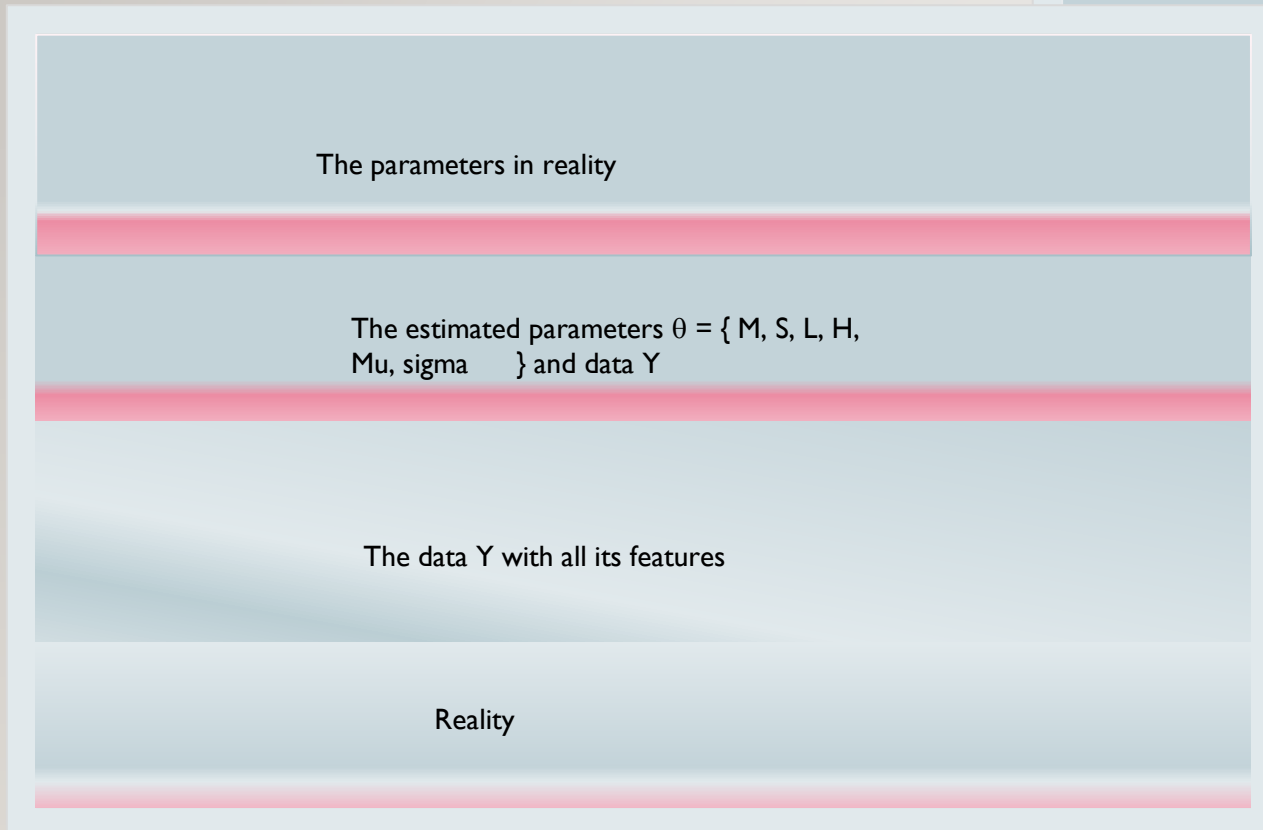 The parameters in reality
The estimated parameters θ = { M, S, L, H,
Mu, sigma } and data Y
The data Y with all its features
Reality